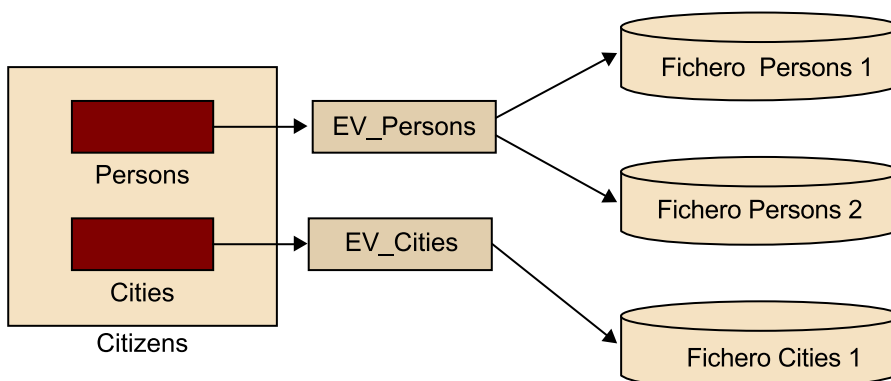 Persons
Cities
Citizens
EV_Persons
EV_Cities
Fichero Persons 1
Fichero Persons 2
Fichero Cities 1